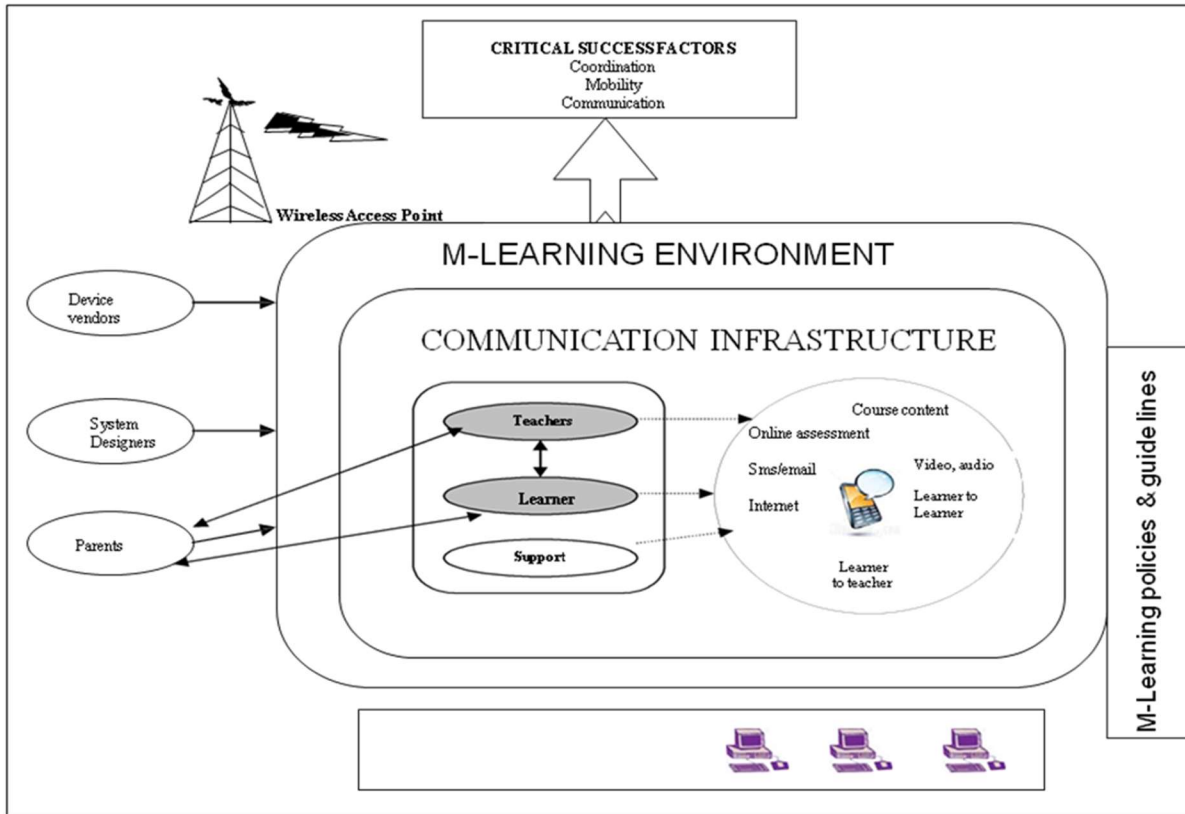 CRITICAL SUCCESS FACTORS
Coordination
Mobility
Communication
Wireless Access Point
M-LEARNING ENVIRONMENT
Device
vendors
COMMUNICATION INFRASTRUCTURE
System
Designers
Parents
Teachers
Learner
Support
Course content
Online assessment
Sms/email
Video, audio
Internet
Learner to
Learner
Learner
to teacher
M-Learning policies & guide lines